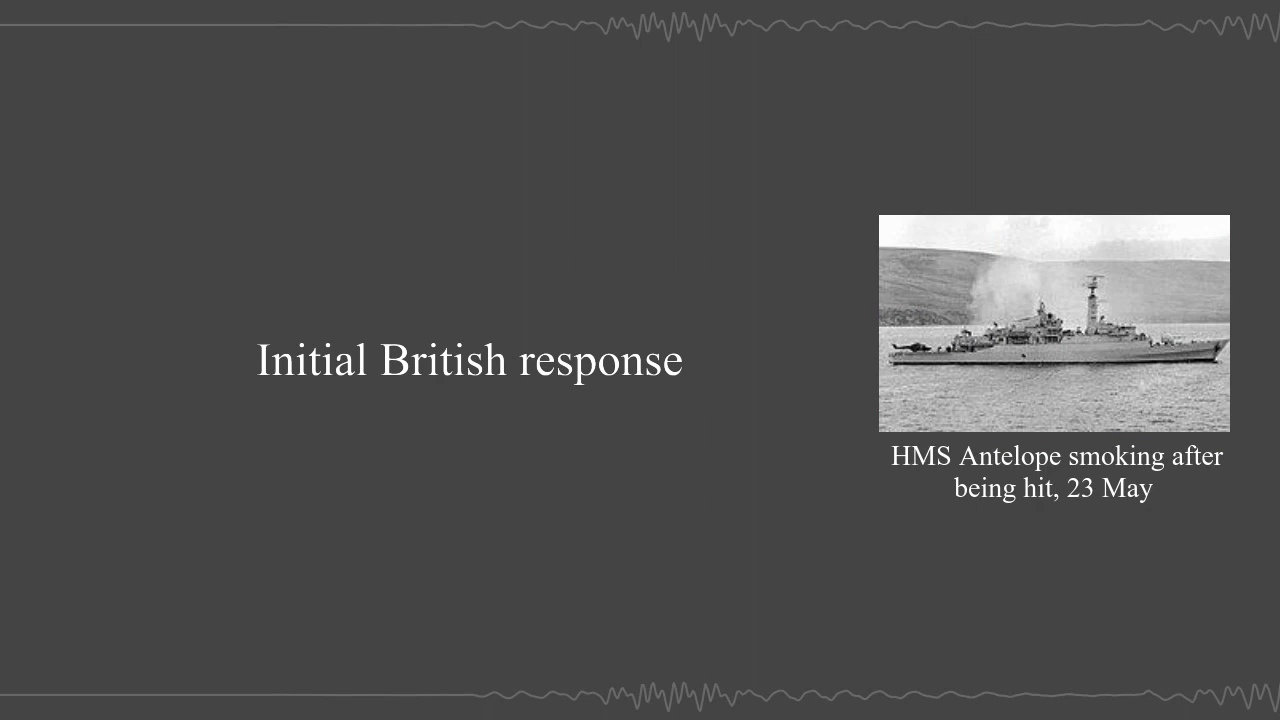 Initial British response
HMS Antelope smoking after
being hit, 23 May